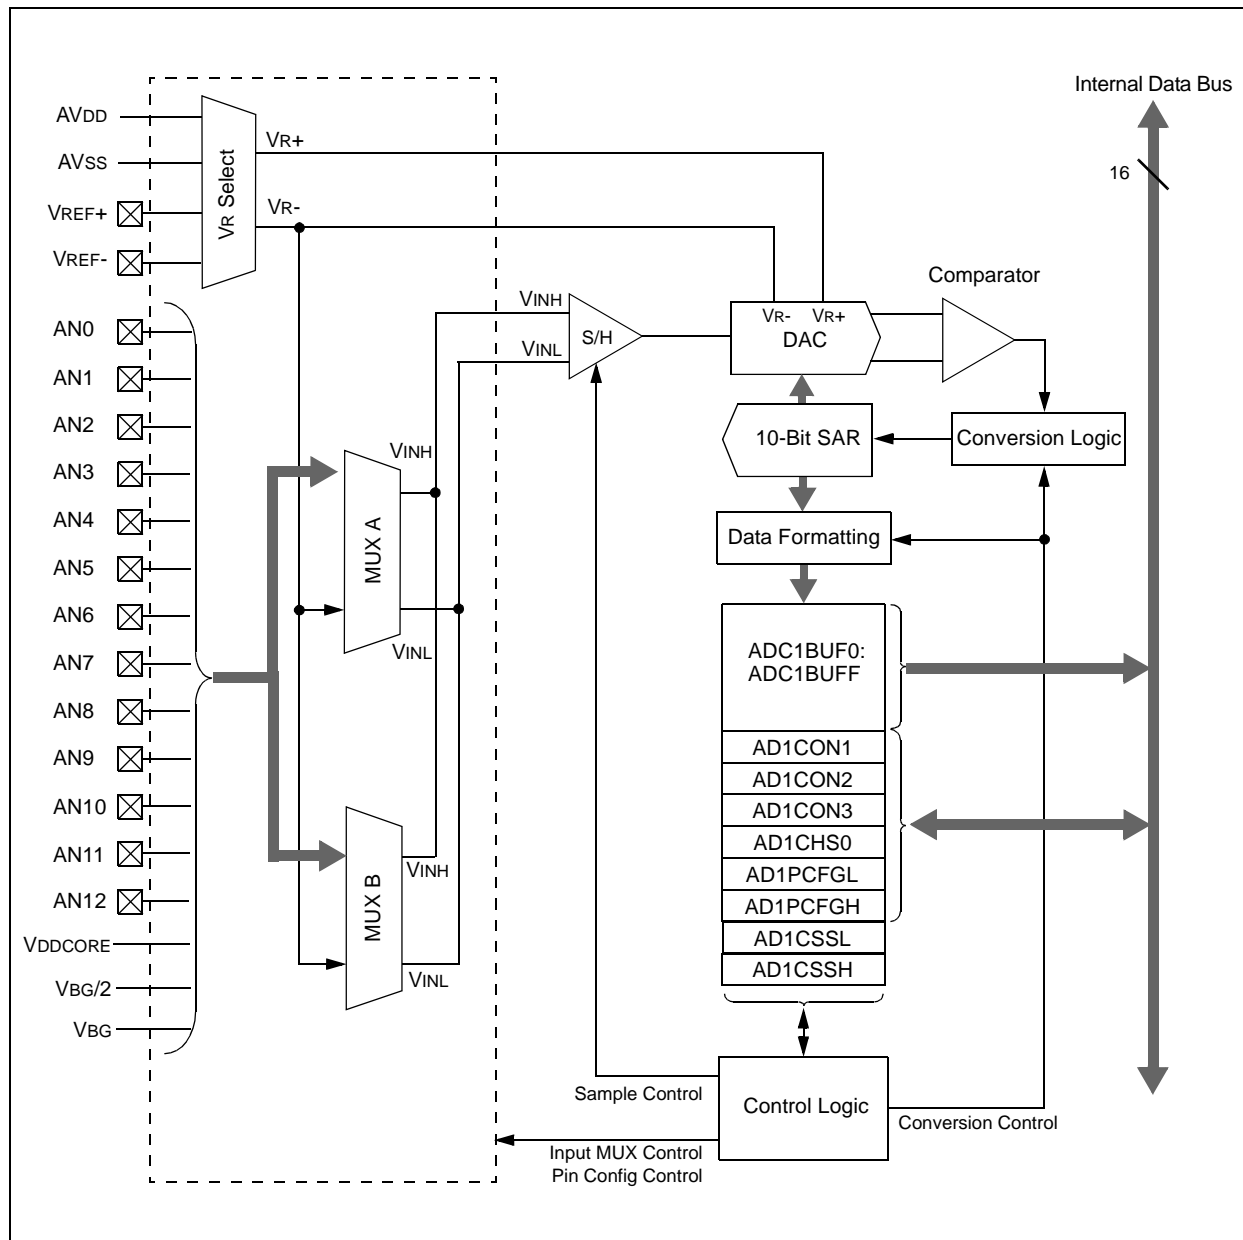 Internal Data Bus
16
AVDD
AVSS
VREF+
VREF-
VR Select
VR+
VR-
AN0
AN1
AN2
AN3
AN4
AN5
AN6
AN7
AN8
AN9
AN10
AN11
AN12
VDDCORE
VBG/2
VBG
MUX A
VINH
VINL
MUX B
VINH
VINL
VINH
VINL
S/H
VR- VR+
DAC
Comparator
10-Bit SAR
Conversion Logic
Data Formatting
ADC1BUF0:
ADC1BUFF
AD1CON1
AD1CON2
AD1CON3
AD1CHS0
AD1PCFGL
AD1PCFGH
AD1CSSL
AD1CSSH
Control Logic
Sample Control
Conversion Control
Input MUX Control
Pin Config Control